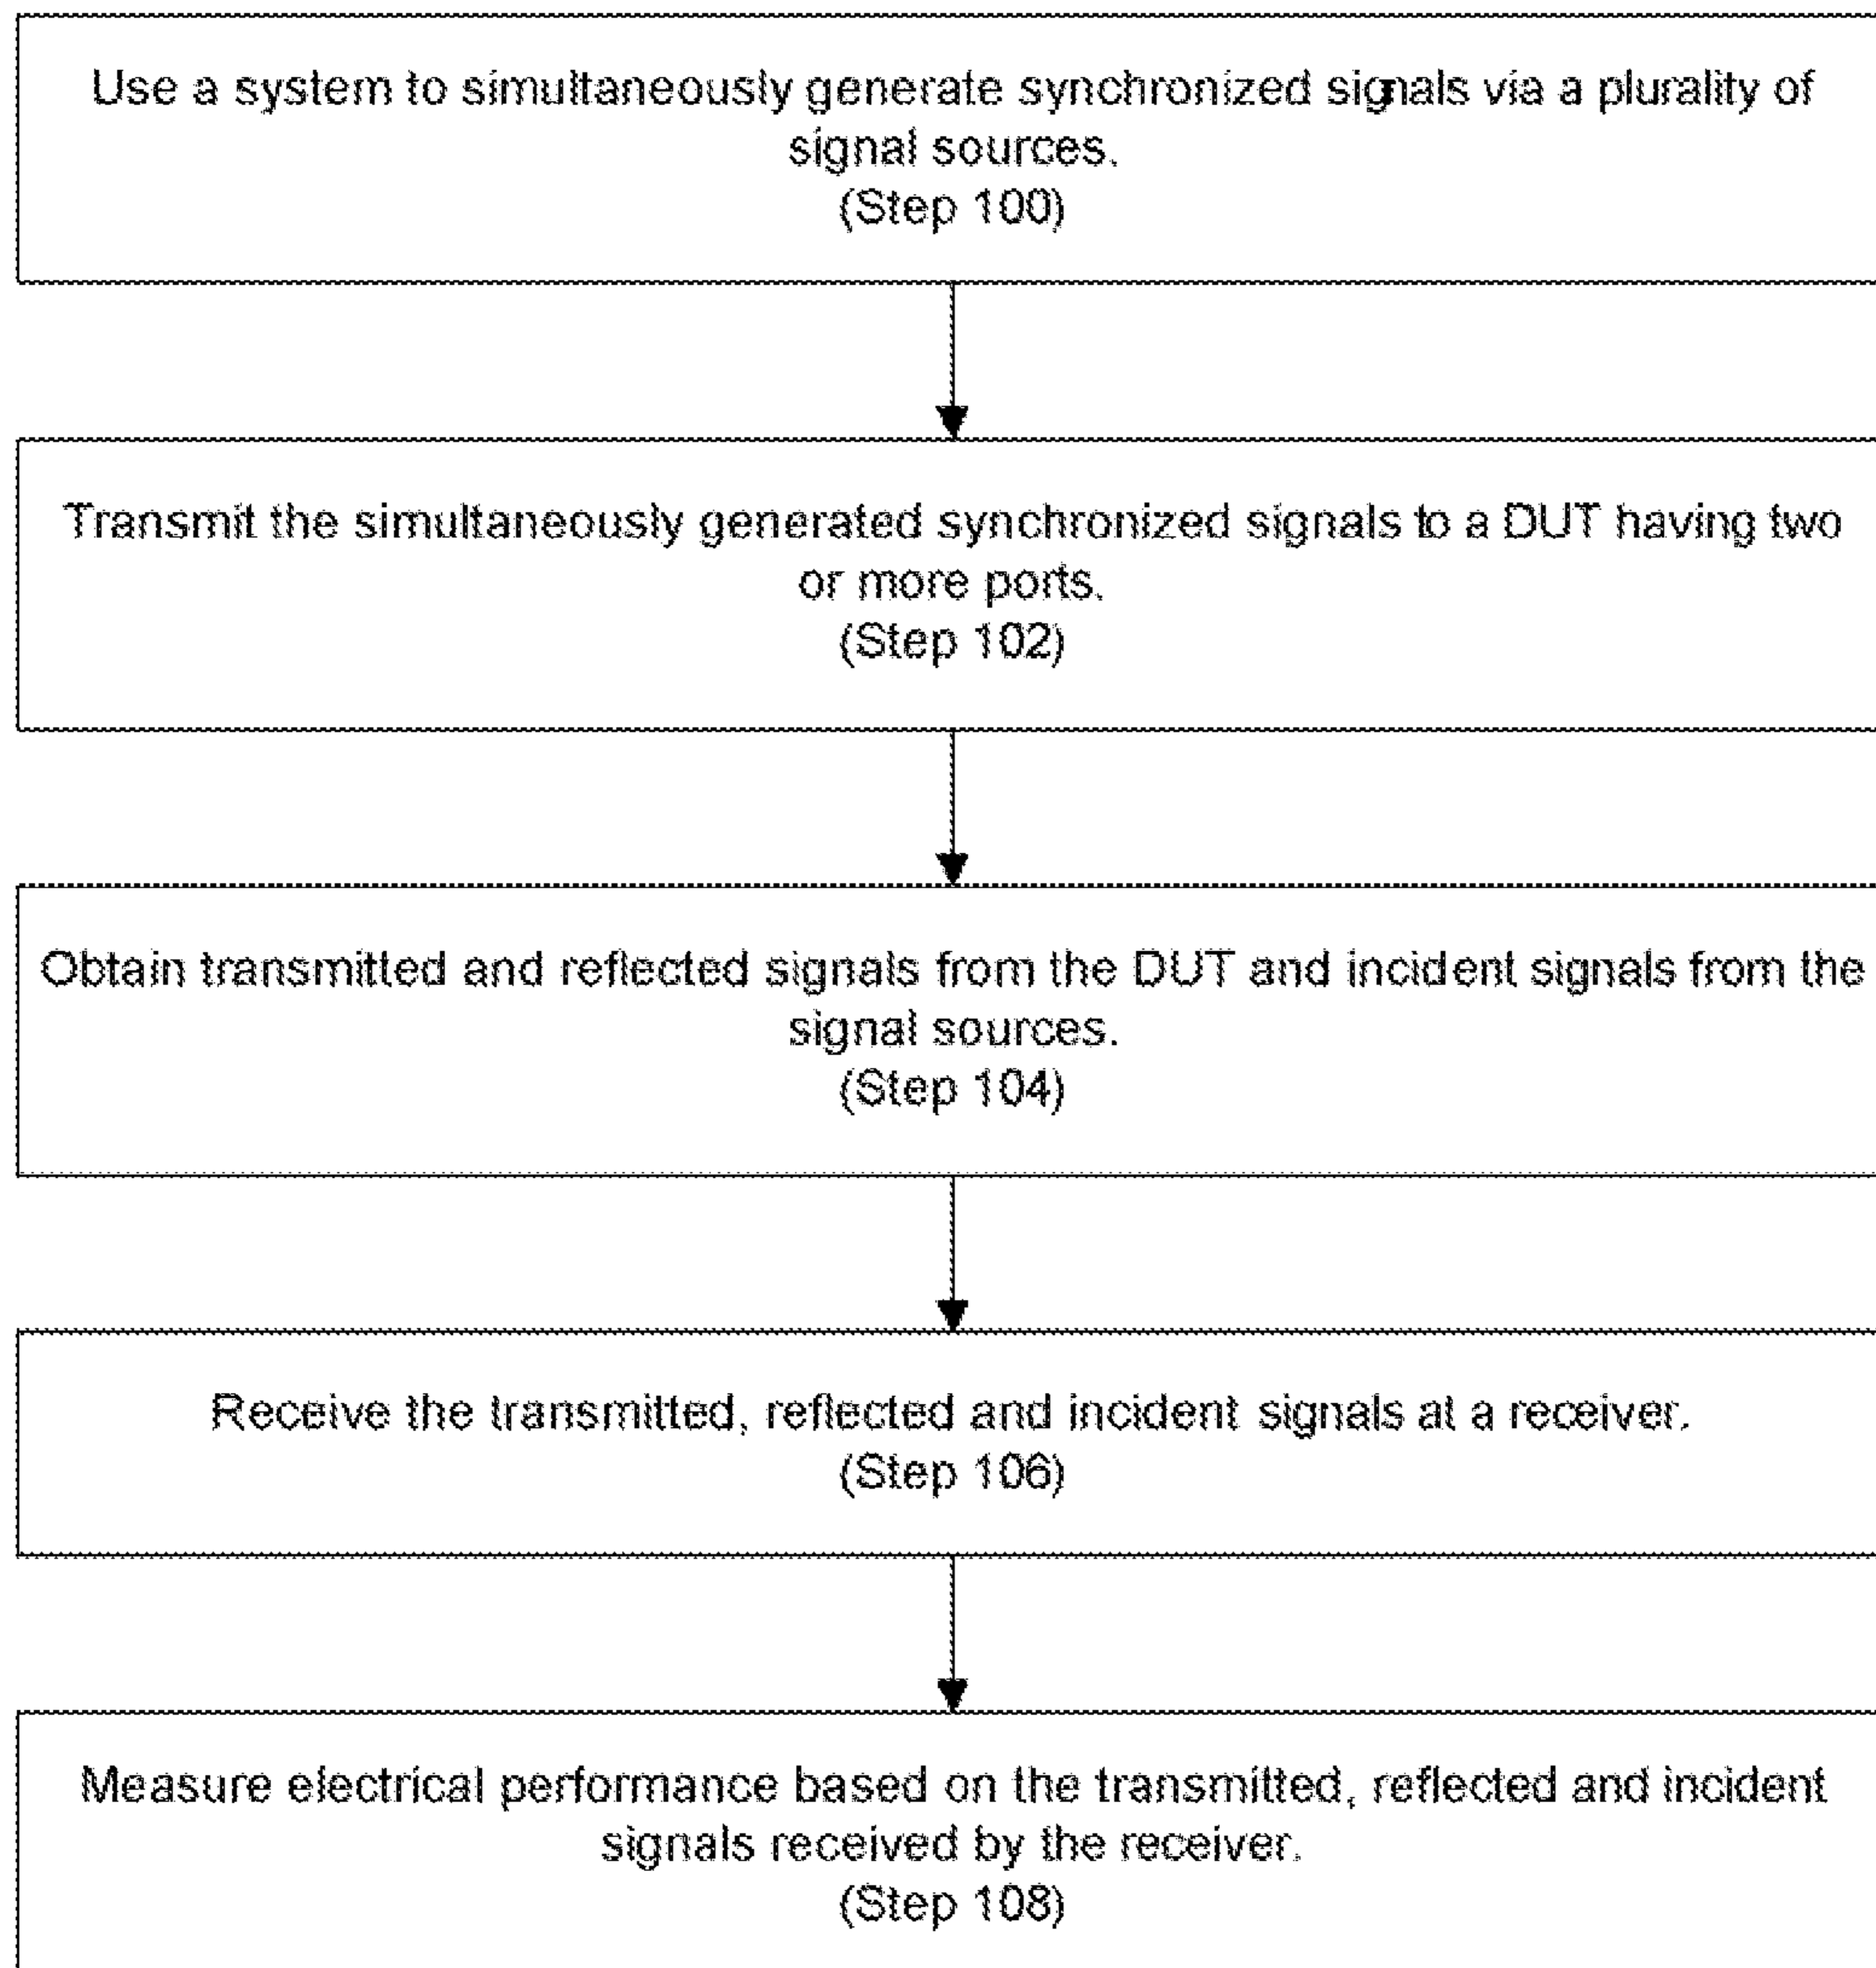 Use a system to simultaneously generate synchronized signals via a plurality of
signal sources.
(Step 100)
Transmit the simultaneously generated synchronized signals to a DUT having two
or more ports.
(Step 102)
Obtain transmitted and reflected signals from the DUT and incident signals from the
signal sources.
(Step 104)
Receive the transmitted, reflected and incident signals at a receiver.
(Step 106)
Measure electrical performance based on the transmitted, reflected and incident
signals received by the receiver.
(Step 108)